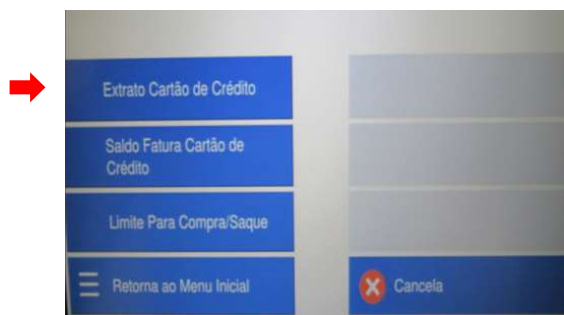 Extrato Cartão de Crédito
Saldo Fatura Cartão de
Crédito
Limite Para Compra/Saque
Retorna ao Menu Inicial
Cancela